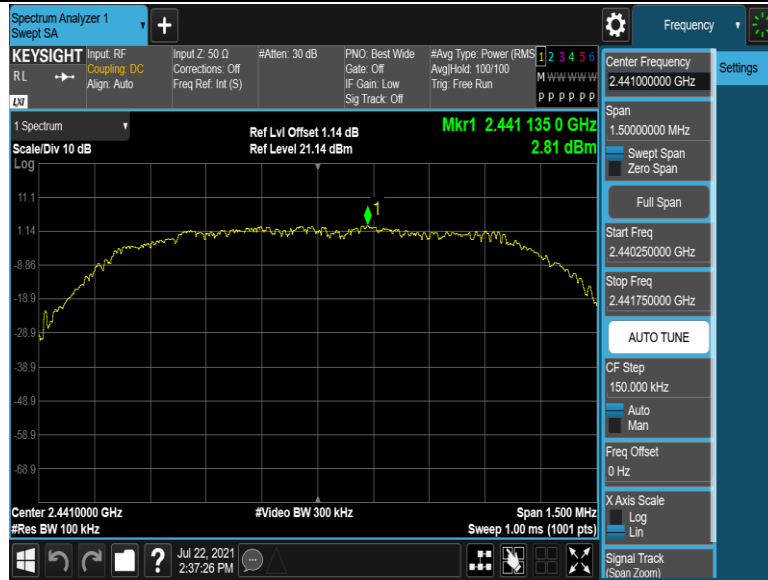 Spectrum Analyzer 1
Swept SA
Frequency
KEYSIGHT
RL
LXI
Input: RF
Coupling: DC
Align: Auto
Input Z: 50 Ω
Corrections: Off
Freq Ref: Int (S)
#Atten: 30 dB
PNO: Best Wide
Gate: Off
IF Gain: Low
Sig Track: Off
#Avg Type: Power (RMS
Avg|Hold: 100/100
Trig: Free Run
1 2 3 4 5 6
M W W W W W
P P P P P P
1 Spectrum
Scale/Div 10 dB
Log
Ref Lvl Offset 1.14 dB
Ref Level 21.14 dBm
Mkr1 2.441 135 0 GHz
2.81 dBm
1
11.1
1.14
-8.86
-18.9
-28.9
-38.9
-48.9
-58.9
-68.9
Center 2.4410000 GHz
#Res BW 100 kHz
#Video BW 300 kHz
Span 1.500 MHz
Sweep 1.00 ms (1001 pts)
Jul 22, 2021
2:37:26 PM
Settings
Center Frequency
2.441000000 GHz
Span
1.50000000 MHz
Swept Span
Zero Span
Full Span
Start Freq
2.440250000 GHz
Stop Freq
2.441750000 GHz
AUTO TUNE
CF Step
150.000 kHz
Auto
Man
Freq Offset
0 Hz
X Axis Scale
Log
Lin
Signal Track
(Span Zoom)